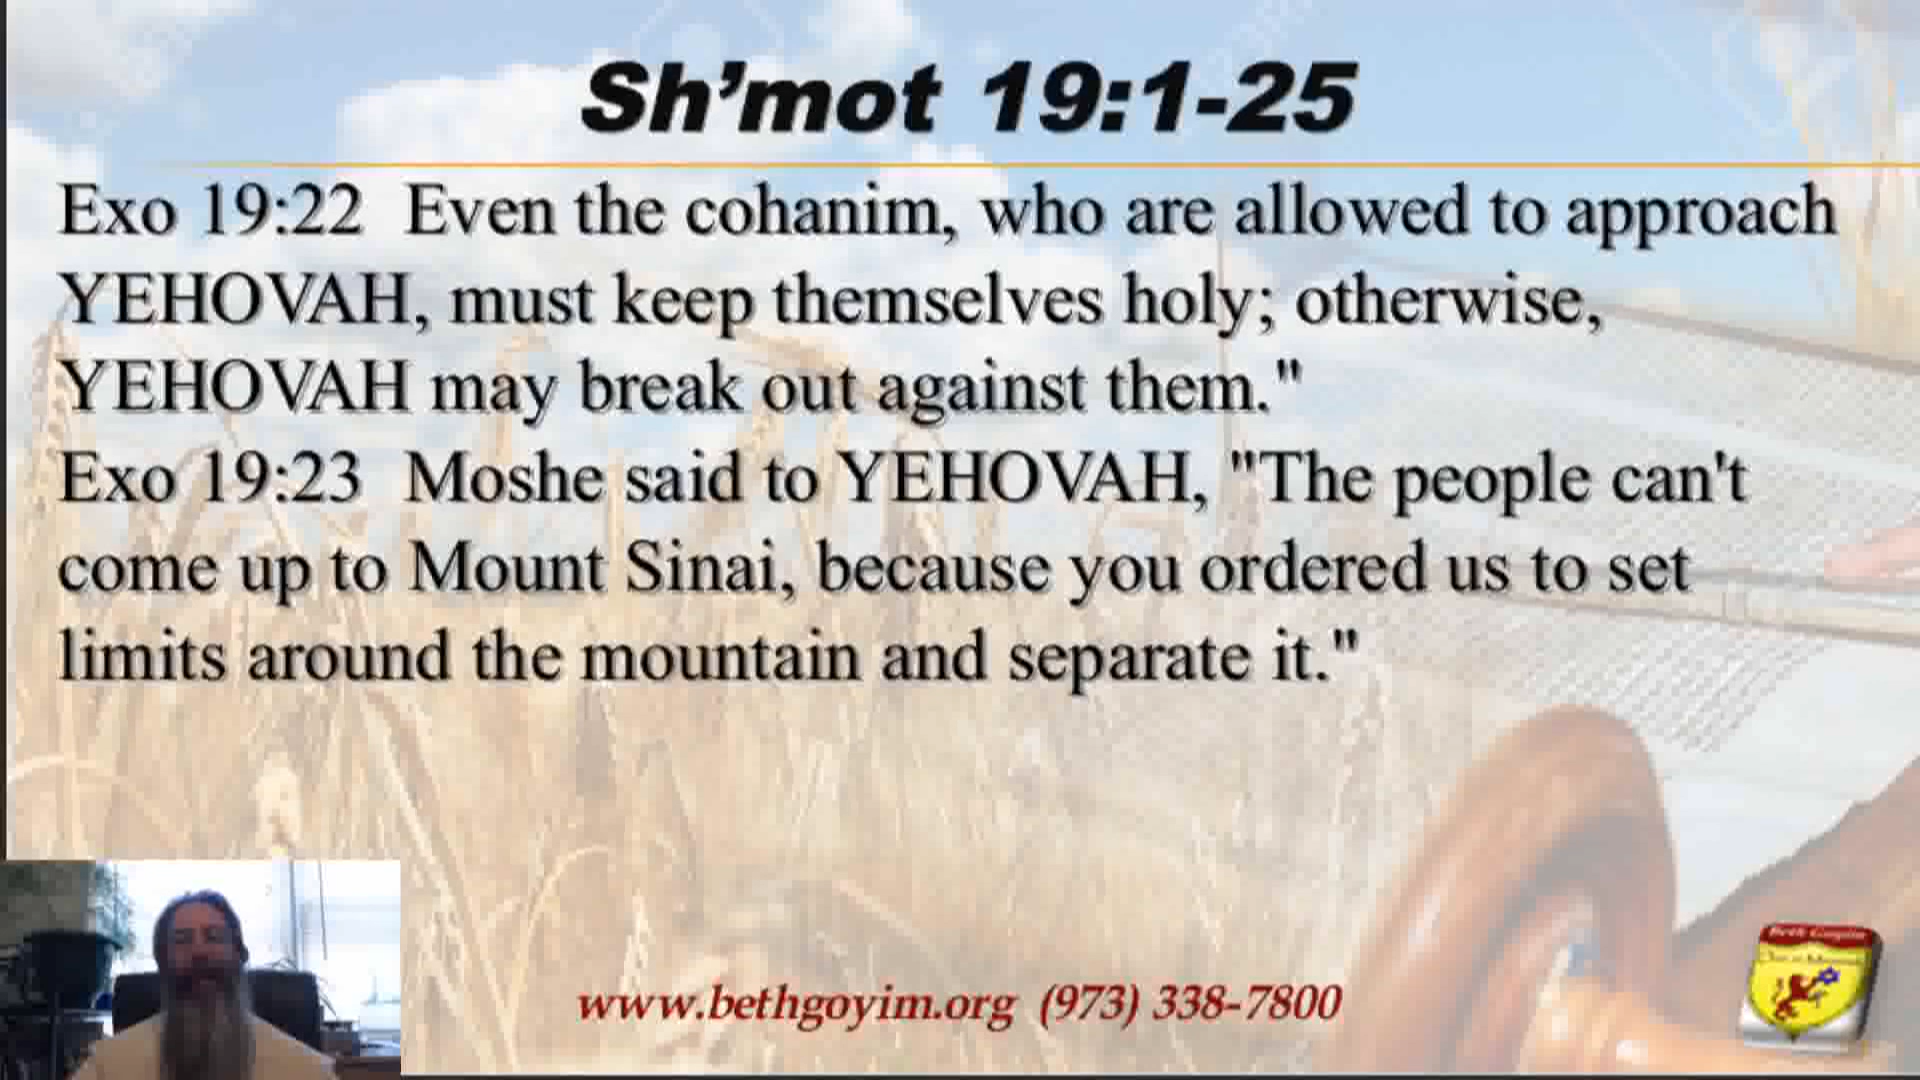 Sh’mot 19:1-25
Exo 19:22  Even the cohanim, who are allowed to approach
YEHOVAH, must keep themselves holy; otherwise,
YEHOVAH may break out against them."
Exo 19:23  Moshe said to YEHOVAH, "The people can't
come up to Mount Sinai, because you ordered us to set
limits around the mountain and separate it."
www.bethgoyim.org (973) 338-7800
Beth Goyim